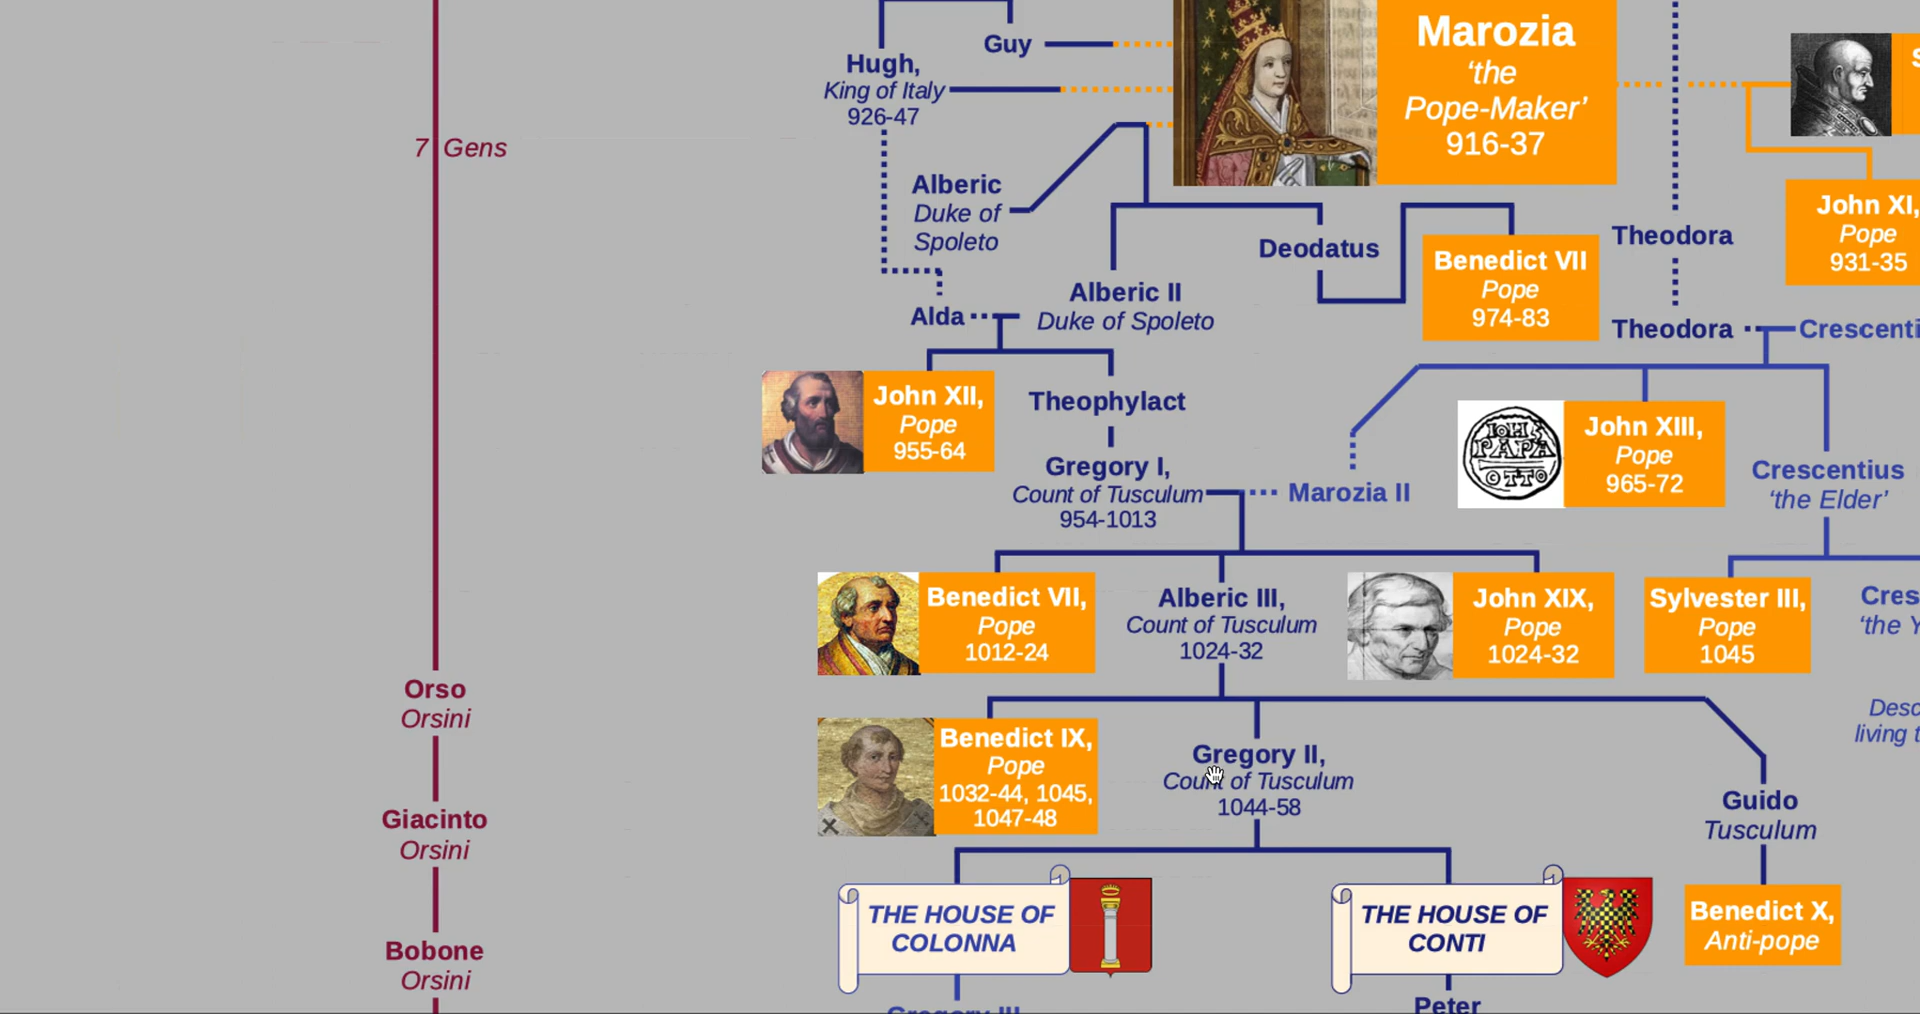 Marozia
‘the
Pope-Maker’
916-37
Guy
Hugh,
King of Italy
926-47
7 Gens
Alberic
Duke of
Spoleto
John XI,
Pope
931-35
Theodora
Deodatus
Benedict VII
Pope
974-83
Alberic II
Duke of Spoleto
Alda
Theodora
John XII,
Pope
955-64
Theophylact
IOHS
PAPA
OTTO
John XIII,
Pope
965-72
Gregory I,
Count of Tusculum
954-1013
Marozia II
Crescentius
‘the Elder’
Benedict VII,
Pope
1012-24
Alberic III,
Count of Tusculum
1024-32
John XIX,
Pope
1024-32
Sylvester III,
Pope
1045
Orso
Orsini
Benedict IX,
Pope
1032-44, 1045,
1047-48
Gregory II,
Count of Tusculum
1044-58
Guido
Tusculum
Giacinto
Orsini
THE HOUSE OF
COLONNA
THE HOUSE OF
CONTI
Benedict X,
Anti-pope
Bobone
Orsini
Gregory III
Peter